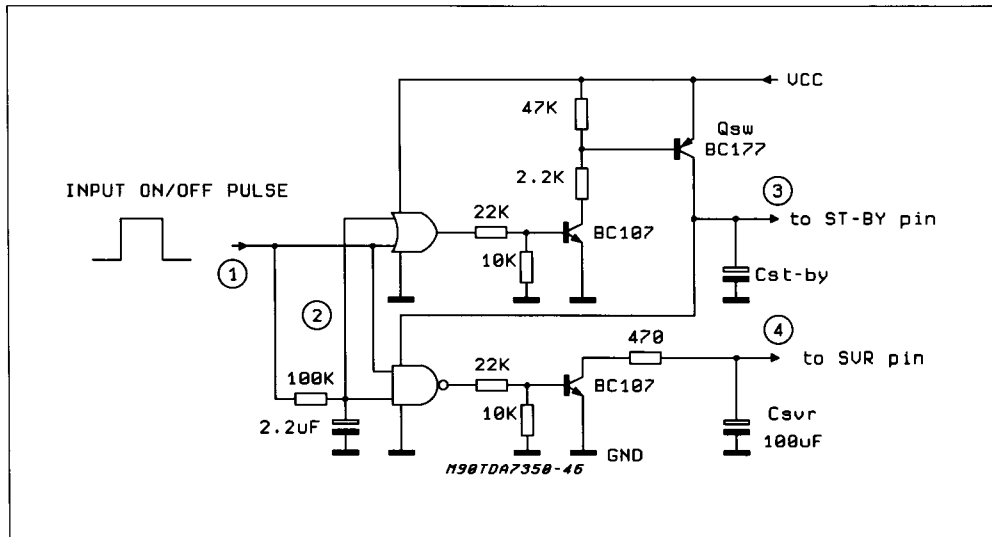 VCC
47K
Qsw
BC177
2.2K
INPUT ON/OFF PULSE
3
to ST-BY pin
22K
BC107
10K
1
Cst-by
2
4
470
to SVR pin
22K
100K
BC107
10K
Csvr
2.2uF
100uF
GND
M90TDA7350-46